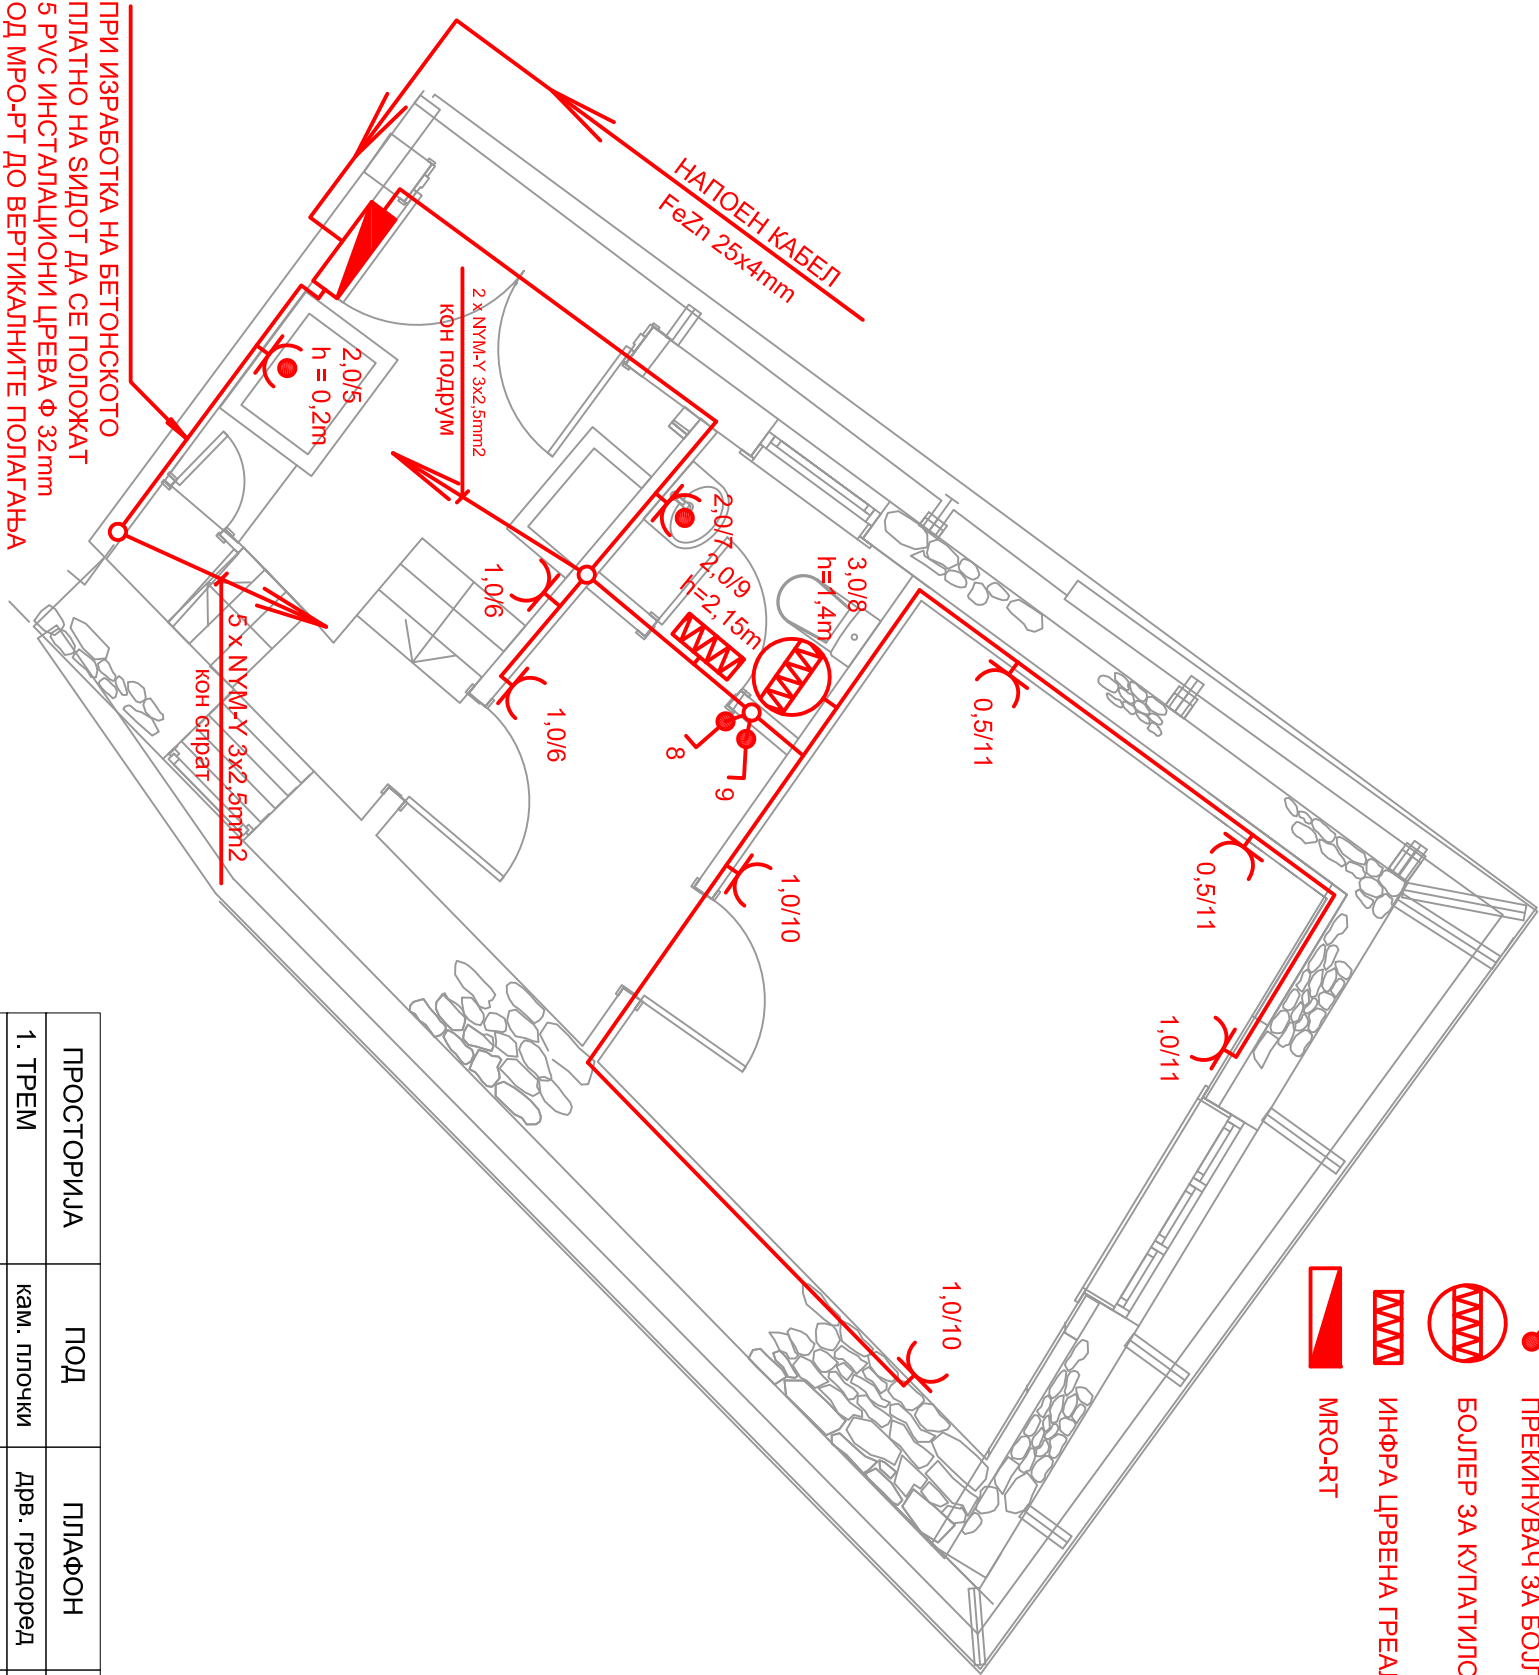 ПРИ ИЗРАБОТКА НА БЕТОНСКОТО
ПЛАТНО НА ЅИДОТ ДА СЕ ПОЛОЖАТ
5 PVC ИНСТАЛАЦИОНИ ЦРЕВА Ф 32mm
ОД МРО-РТ ДО ВЕРТИКАЛНИТЕ ПОЛАГАЊА
НАПОЕН КАБЕЛ
FeZn 25x4mm
2 x NYM-Y 3x2,5mm2
кон подрум
2,0/5
h = 0,2m
2,0/7
2,0/9
h=2,15m
3,0/8
h=1,4m
1,0/6
1,0/6
8
9
0,5/11
0,5/11
1,0/11
1,0/10
1,0/10
5 x NYM-Y 3x2,5mm2
кон спрат
ПРЕКИНУВАЧ ЗА
БОЈЛЕР ЗА
ИНФРА ЦРВЕНА
MRO-RT
ПРОСТОРИЈА
ПОД
ПЛАФОН
1. ТРЕМ
кам. плочки
дрв. гредоред